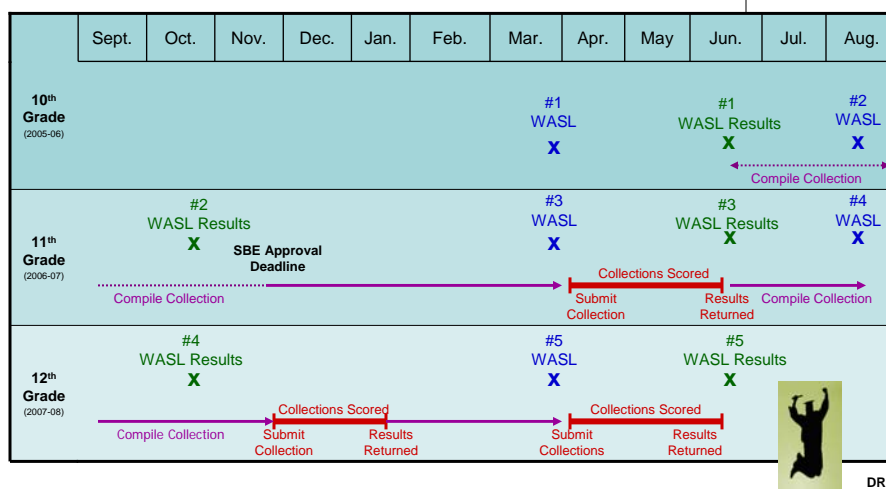 Sept. Oct. Nov. Dec. Jan. Feb. Mar. Apr. May Jun. Jul. Aug.
10th
Grade
(2005-06)
#1
WASL
X
#1
WASL Results
X
#2
WASL
X
Compile Collection
11th
Grade
(2006-07)
#2
WASL Results
X
SBE Approval
Deadline
#3
WASL
X
#3
WASL Results
X
#4
WASL
X
Compile Collection
Collections Scored
Submit
Collection
Results
Returned
Compile Collection
12th
Grade
(2007-08)
#4
WASL Results
X
#5
WASL
X
#5
WASL Results
X
Compile Collection
Collections Scored
Submit
Collection
Results
Returned
Collections Scored
Submit
Collections
Results
Returned
DR